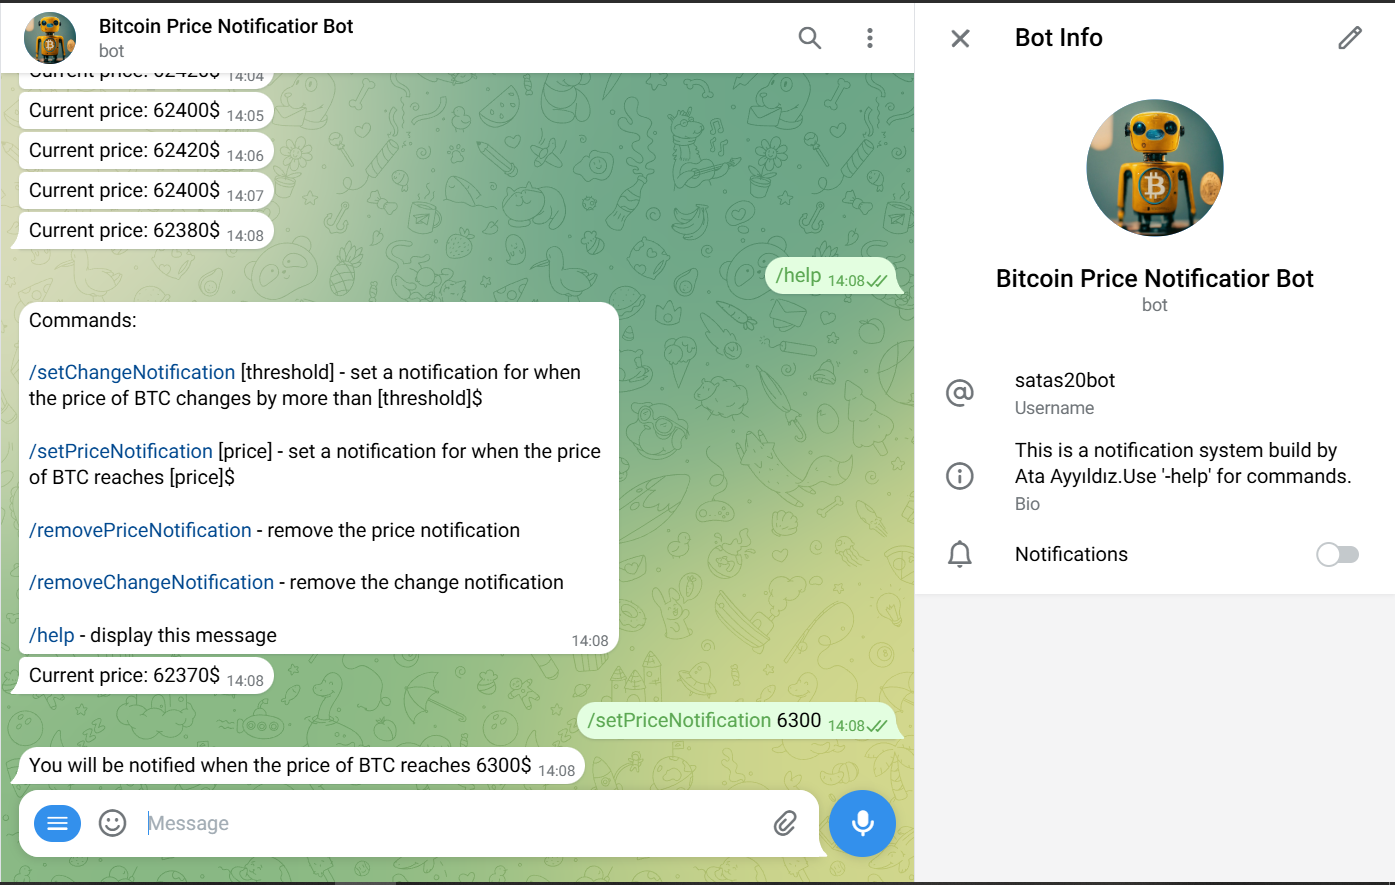 Bitcoin Price Notificatior Bot
bot
Current price: 62420$ 14:04
Current price: 62400$ 14:05
Current price: 62420$ 14:06
Current price: 62400$ 14:07
Current price: 62380$ 14:08
/help 14:08
Commands:
/setChangeNotification [threshold] - set a notification for when
the price of BTC changes by more than [threshold]$
/setPriceNotification [price] - set a notification for when the price
of BTC reaches [price]$
/removePriceNotification - remove the price notification
/removeChangeNotification - remove the change notification
/help - display this message 14:08
Current price: 62370$ 14:08
/setPriceNotification 6300 14:08
You will be notified when the price of BTC reaches 6300$ 14:08
Message
Bot Info
Bitcoin Price Notificatior Bot
bot
satas20bot
Username
This is a notification system build by
Ata Ayyıldız.Use '-help' for commands.
Bio
Notifications